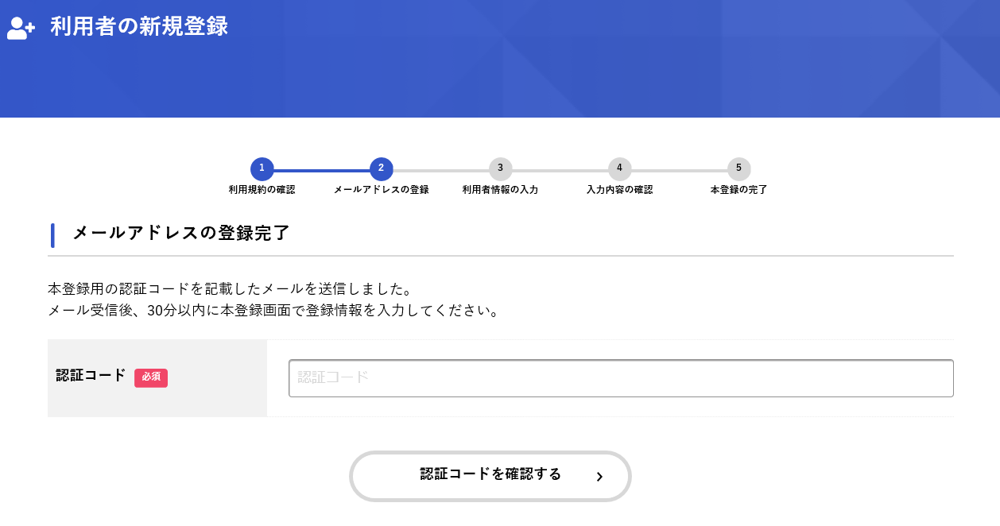 利用者の新規登録
1 2 3 4 5
利用規約の確認 メールアドレスの登録 利用者情報の入力 入力内容の確認 本登録の完了
メールアドレスの登録完了
本登録用の認証コードを記載したメールを送信しました。
メール受信後、30分以内に本登録画面で登録情報を入力してください。
認証コード 必須 認証コード
認証コードを確認する